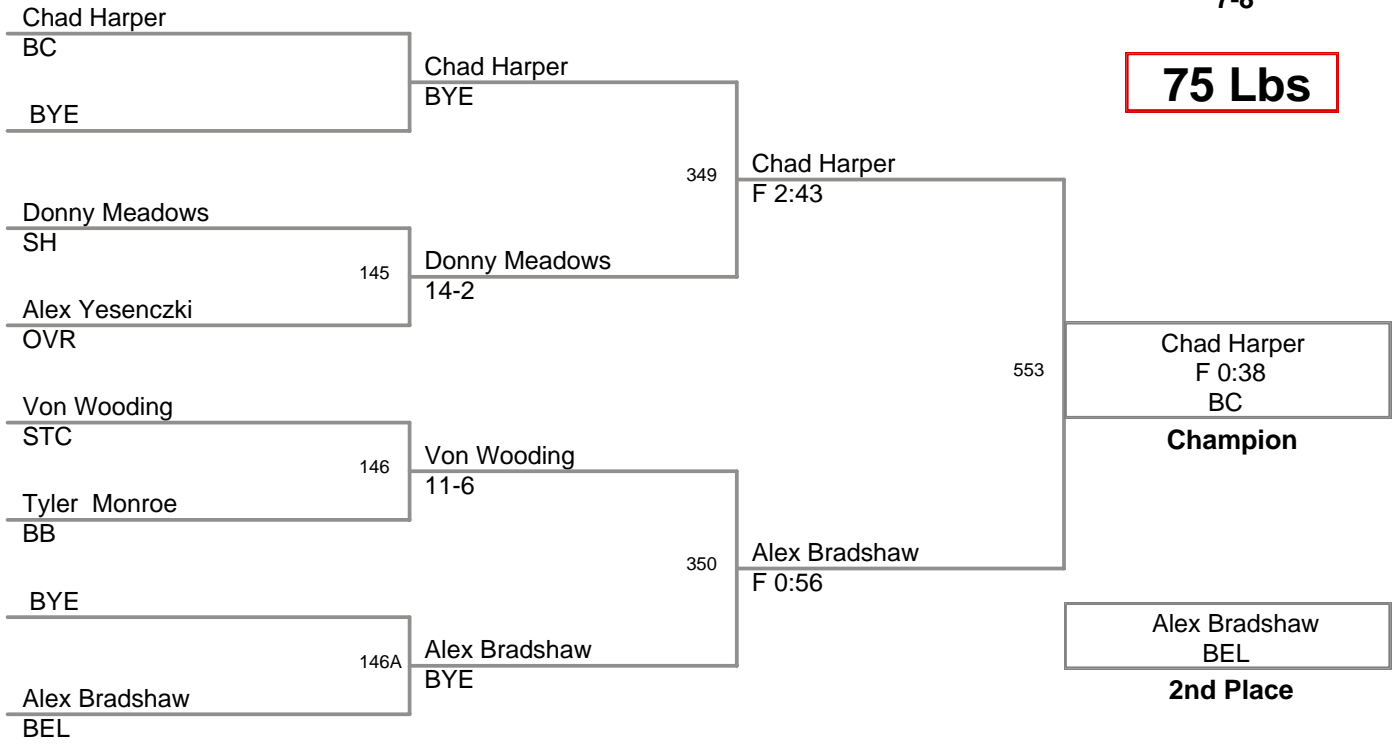 7-8
75 Lbs
Chad Harper
BC
BYE
Donny Meadows
SH
145
Alex Yesenczki
OVR
Von Wooding
STC
146
Tyler  Monroe
BB
BYE
146A
Alex Bradshaw
BEL
Chad Harper
BYE
349
Donny Meadows
14-2
Von Wooding
11-6
350
Alex Bradshaw
BYE
Chad Harper
F 2:43
553
Alex Bradshaw
F 0:56
Chad Harper
F 0:38
BC
Champion
Alex Bradshaw
BEL
2nd Place